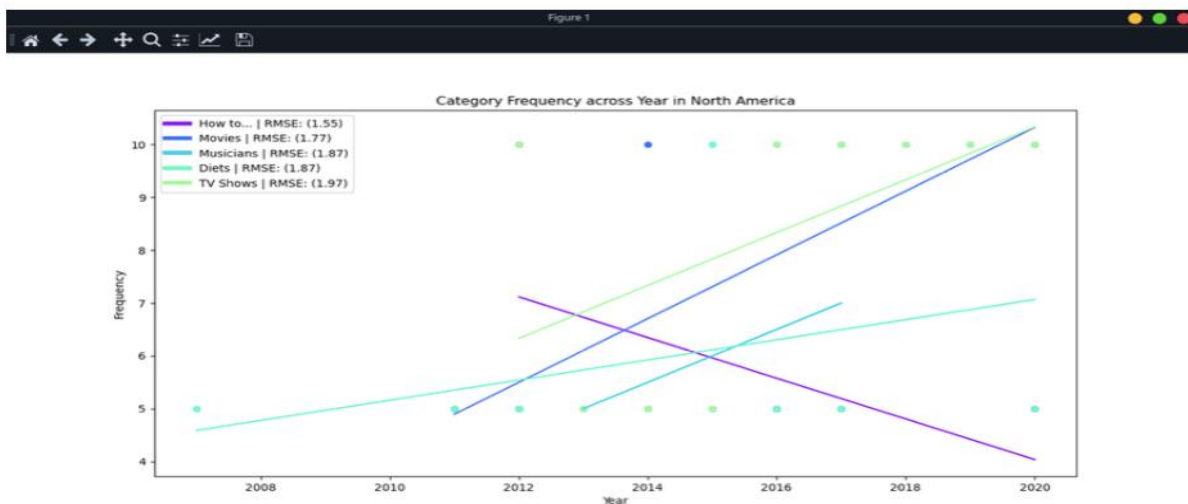 Figure 1
Category Frequency across Year in North America
How to... | RMSE: (1.55)
Movies | RMSE: (1.77)
Musicians | RMSE: (1.87)
Diets | RMSE: (1.87)
TV Shows | RMSE: (1.97)
10
9
8
7
6
5
4
Frequency
2008 2010 2012 2014 2016 2018 2020
Year